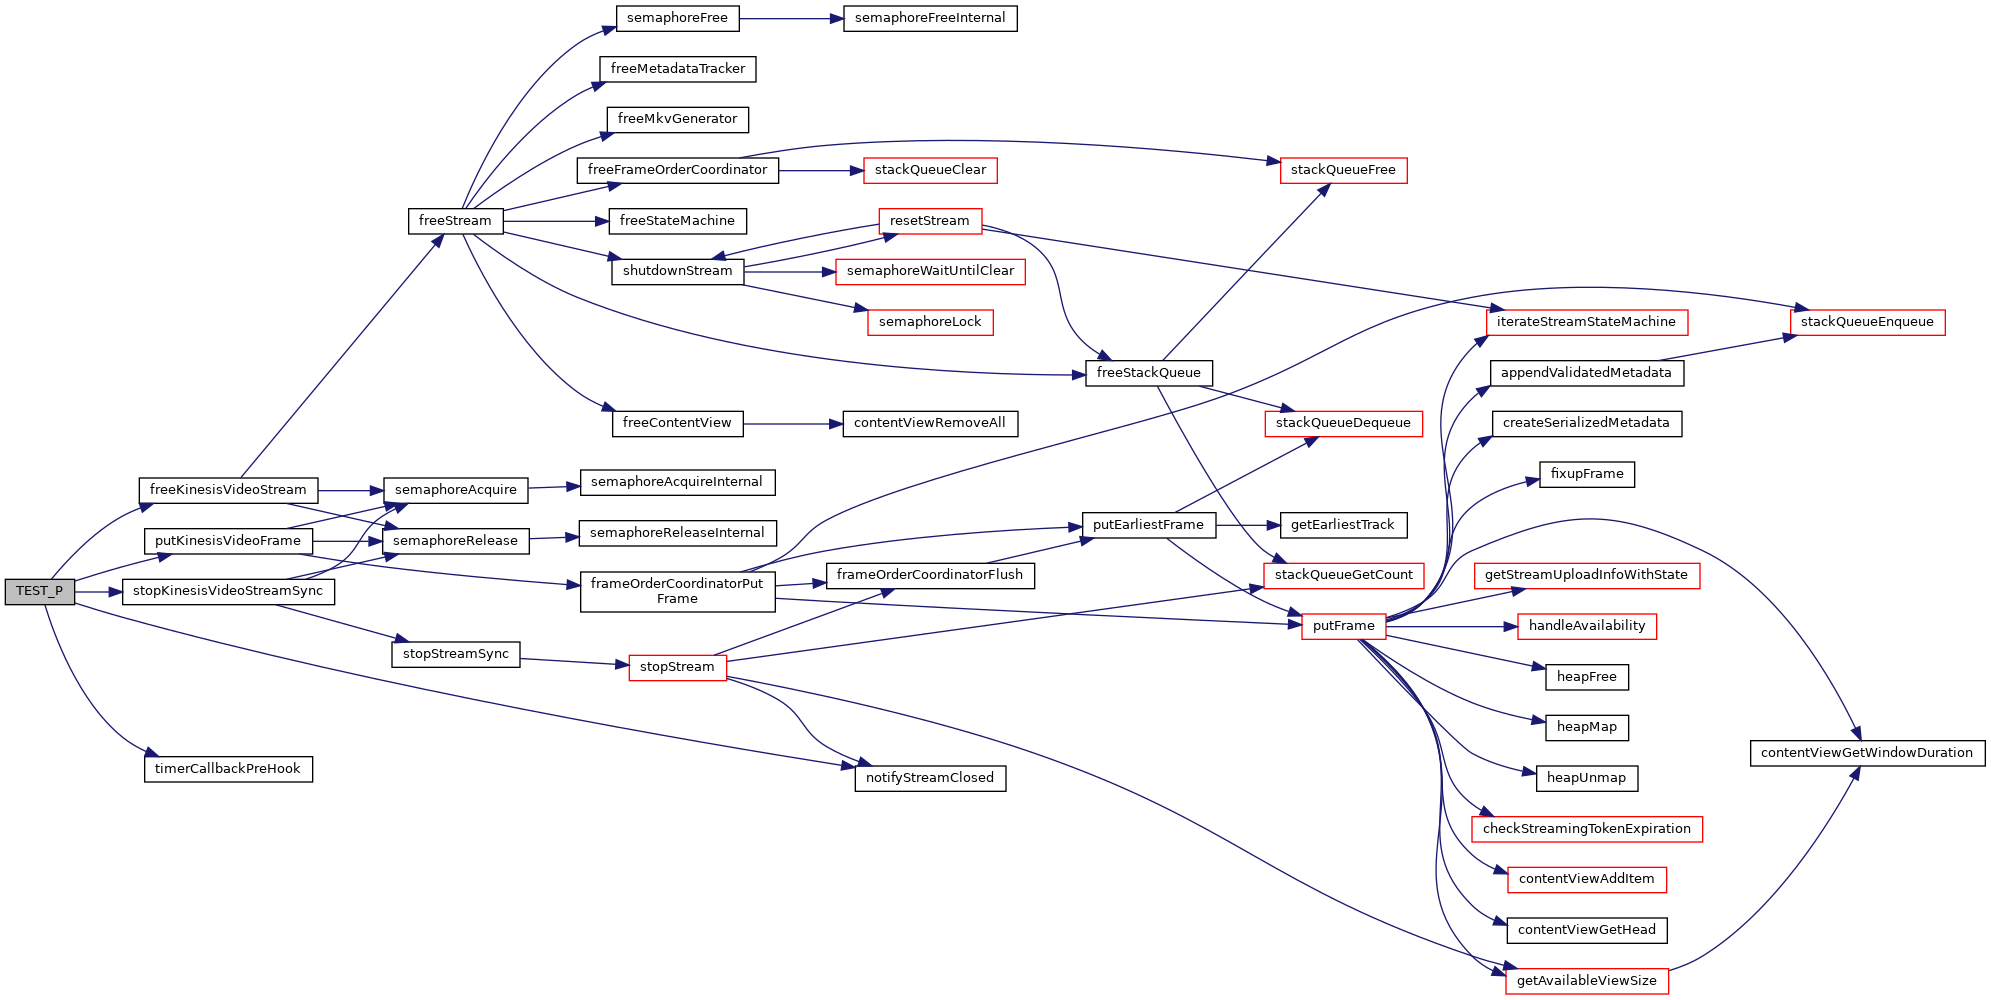 semaphoreFree
semaphoreFreeInternal
freeMetadataTracker
freeMkvGenerator
freeFrameOrderCoordinator
stackQueueClear
stackQueueFree
freeStream
freeStateMachine
resetStream
shutdownStream
semaphoreWaitUntilClear
semaphoreLock
iterateStreamStateMachine
stackQueueEnqueue
freeStackQueue
appendValidatedMetadata
freeContentView
contentViewRemoveAll
stackQueueDequeue
createSerializedMetadata
freeKinesisVideoStream
semaphoreAcquire
semaphoreAcquireInternal
fixupFrame
putKinesisVideoFrame
semaphoreRelease
semaphoreReleaseInternal
putEarliestFrame
getEarliestTrack
TEST_P
stopKinesisVideoStreamSync
frameOrderCoordinatorPut
Frame
frameOrderCoordinatorFlush
stackQueueGetCount
getStreamUploadInfoWithState
putFrame
handleAvailability
stopStreamSync
stopStream
heapFree
heapMap
contentViewGetWindowDuration
timerCallbackPreHook
notifyStreamClosed
heapUnmap
checkStreamingTokenExpiration
contentViewAddItem
contentViewGetHead
getAvailableViewSize